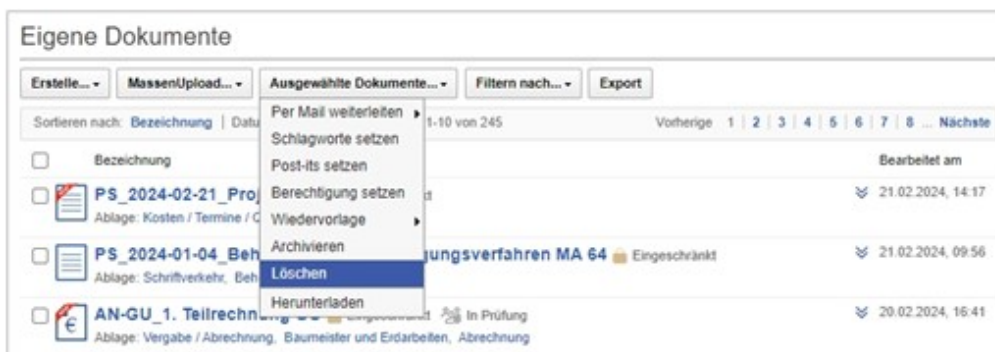 Eigene Dokumente
Erstelle... MassenUpload... Ausgewählte Dokumente... Filtern nach... Export
Sortieren nach: Bezeichnung | Datu 1-10 von 245 Vorherige 1 | 2 | 3 | 4 | 5 | 6 | 7 | 8 ... Nächste
Per Mail weiterleiten
Schlagworte setzen
Post-its setzen
Berechtigung setzen
Wiedervorlage
Archivieren
Löschen
Herunterladen
Bezeichnung Bearbeitet am
PS_2024-02-21_Proj 21.02.2024, 14:17
Ablage: Kosten / Termine /
PS_2024-01-04_Beh gungsverfahren MA 64 Eingeschränkt 21.02.2024, 09:56
Ablage: Schriftverkehr, Beh
AN-GU_1. Teilrechn In Prüfung 20.02.2024, 16:41
Ablage: Vergabe / Abrechnung, Baumeister und Erdarbeiten, Abrechnung